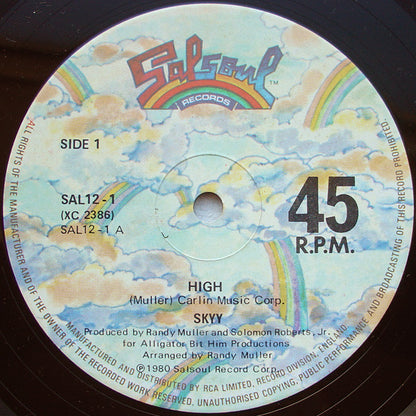 Salsoul
TM
RECORDS
SIDE 1
SAL12-1
(XC 2386)
SAL12-1 A
45
R.P.M.
HIGH
(Muller) Carlin Music Corp.
SKYY
Produced by Randy Muller and Solomon Roberts, Jr.
for Alligator Bit Him Productions
Arranged by Randy Muller
℗ 1980 Salsoul Record Corp.
ALL RIGHTS OF THE MANUFACTURER AND OF THE OWNER OF THE RECORDED WORK RESERVED. UNAUTHORISED COPYING, PUBLIC PERFORMANCE AND BROADCASTING OF THIS RECORD PROHIBITED.
MANUFACTURED AND DISTRIBUTED BY RCA LIMITED, RECORD DIVISION, ENGLAND.